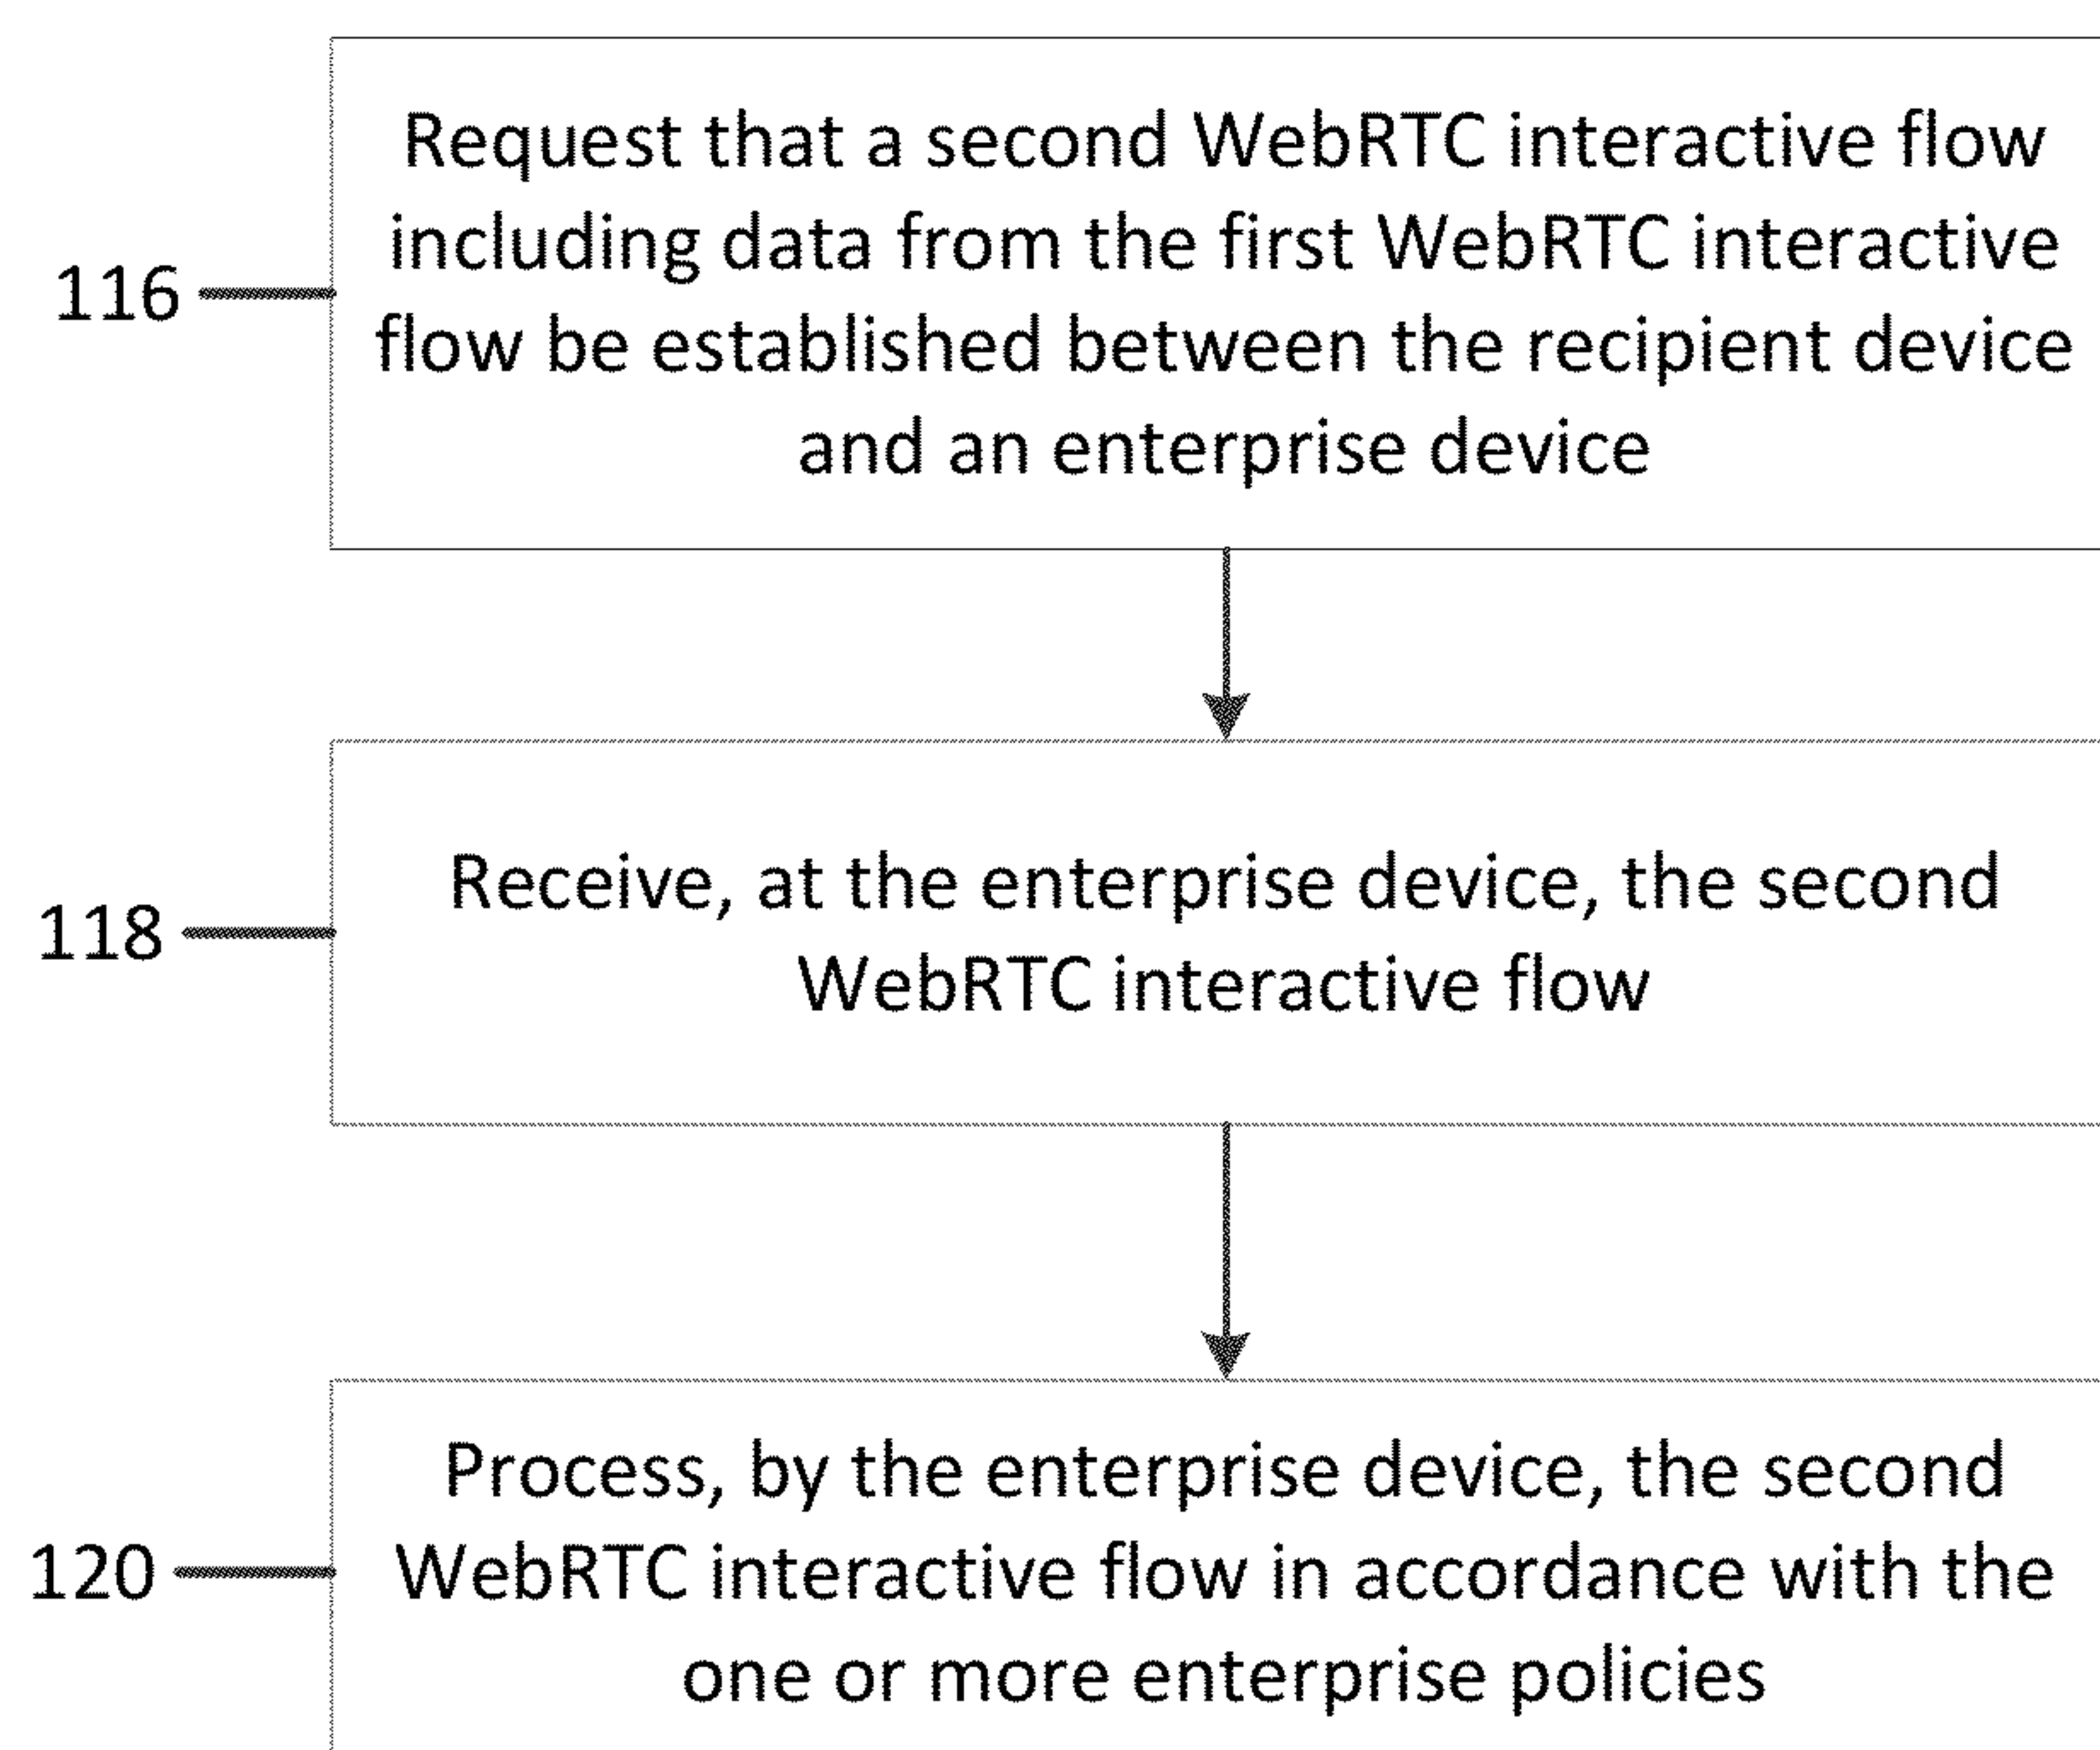 Request that a second WebRTC interactive flow
including data from the first WebRTC interactive
116
flow be established between the recipient device
and an enterprise device
Receive, at the enterprise device, the second
118
WebRTC interactive flow
Process, by the enterprise device, the second
120
WebRTC interactive flow in accordance with the
one or more enterprise policies